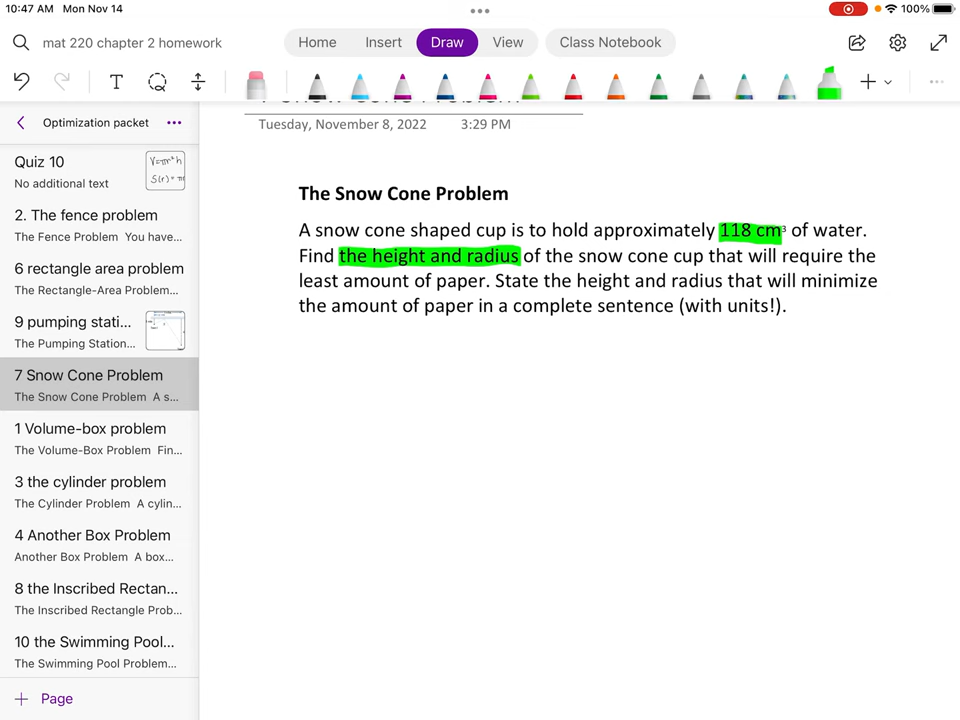 10:47 AM Mon Nov 14
100%
mat 220 chapter 2 homework
Home Insert Draw View Class Notebook
T
Optimization packet
Tuesday, November 8, 2022 3:29 PM
Quiz 10
No additional text
V=πr²h
2. The fence problem
The Fence Problem You have...
6 rectangle area problem
The Rectangle-Area Problem...
9 pumping stati...
The Pumping Station...
7 Snow Cone Problem
The Snow Cone Problem A s...
1 Volume-box problem
The Volume-Box Problem Fin...
3 the cylinder problem
The Cylinder Problem A cylin...
4 Another Box Problem
Another Box Problem A box...
8 the Inscribed Rectan...
The Inscribed Rectangle Prob...
10 the Swimming Pool...
The Swimming Pool Problem...
Page
The Snow Cone Problem
A snow cone shaped cup is to hold approximately 118 cm³ of water.
Find the height and radius of the snow cone cup that will require the
least amount of paper. State the height and radius that will minimize
the amount of paper in a complete sentence (with units!).